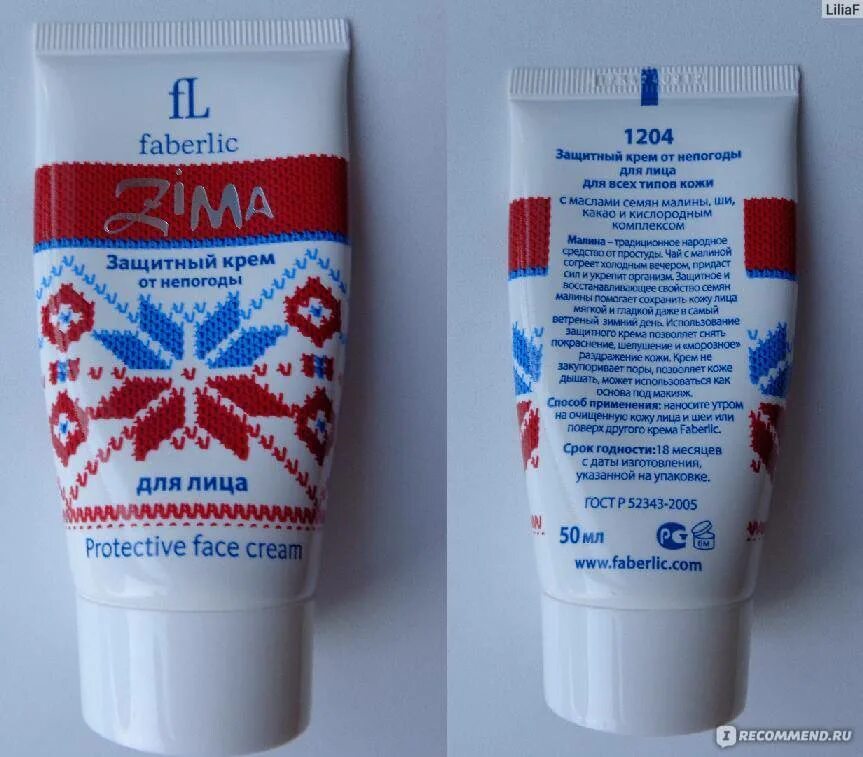 LiliaF
fL
faberlic
ZIMA
Защитный крем
от непогоды
для лица
Protective face cream
1204
Защитный крем от непогоды
для лица
для всех типов кожи
с маслами семян малины, ши,
какао и кислородным
комплексом
Малина – традиционное народное
средство от простуды. Чай с малиной
согреет холодным вечером, придаст
сил и укрепит организм. Защитное и
восстанавливающее свойство семян
малины помогает сохранить кожу лица
мягкой и гладкой даже в самый
ветреный зимний день. Использование
защитного крема позволяет снять
покраснение, шелушение и «морозное»
раздражение кожи. Крем не
закупоривает поры, позволяет коже
дышать, может использоваться как
основа под макияж.
Способ применения: наносите утром
на очищенную кожу лица и шеи или
поверх другого крема Faberlic.
Срок годности: 18 месяцев
с даты изготовления,
указанной на упаковке.
ГОСТ Р 52343-2005
50 мл
РСТ
6M
www.faberlic.com
IRECOMMEND.RU